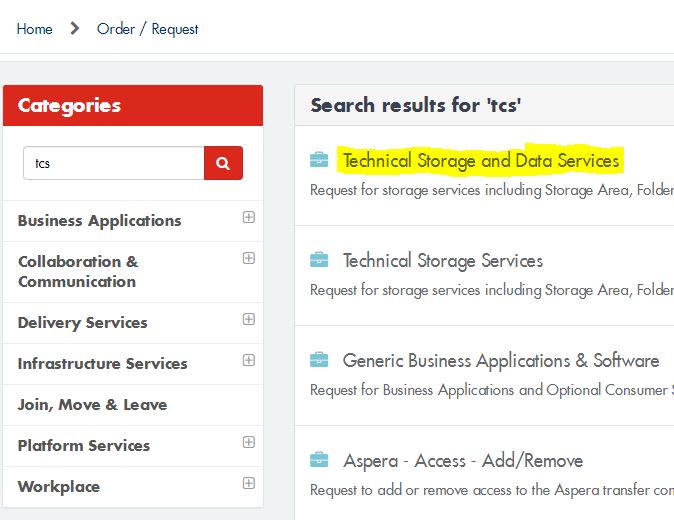 Home > Order / Request
Categories
tcs
Business Applications
Collaboration &
Communication
Delivery Services
Infrastructure Services
Join, Move & Leave
Platform Services
Workplace
Search results for 'tcs'
Technical Storage and Data Services
Request for storage services including Storage Area, Folder
Technical Storage Services
Request for storage services including Storage Area, Folder
Generic Business Applications & Software
Request for Business Applications and Optional Consumer S
Aspera - Access - Add/Remove
Request to add or remove access to the Aspera transfer com